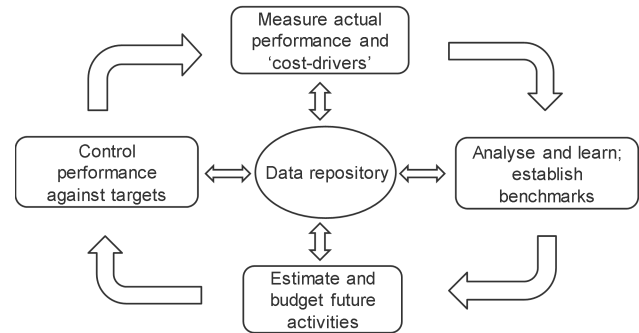 Measure actual
performance and
‘cost-drivers’
Control
performance
against targets
Data repository
Analyse and learn;
establish
benchmarks
Estimate and
budget future
activities